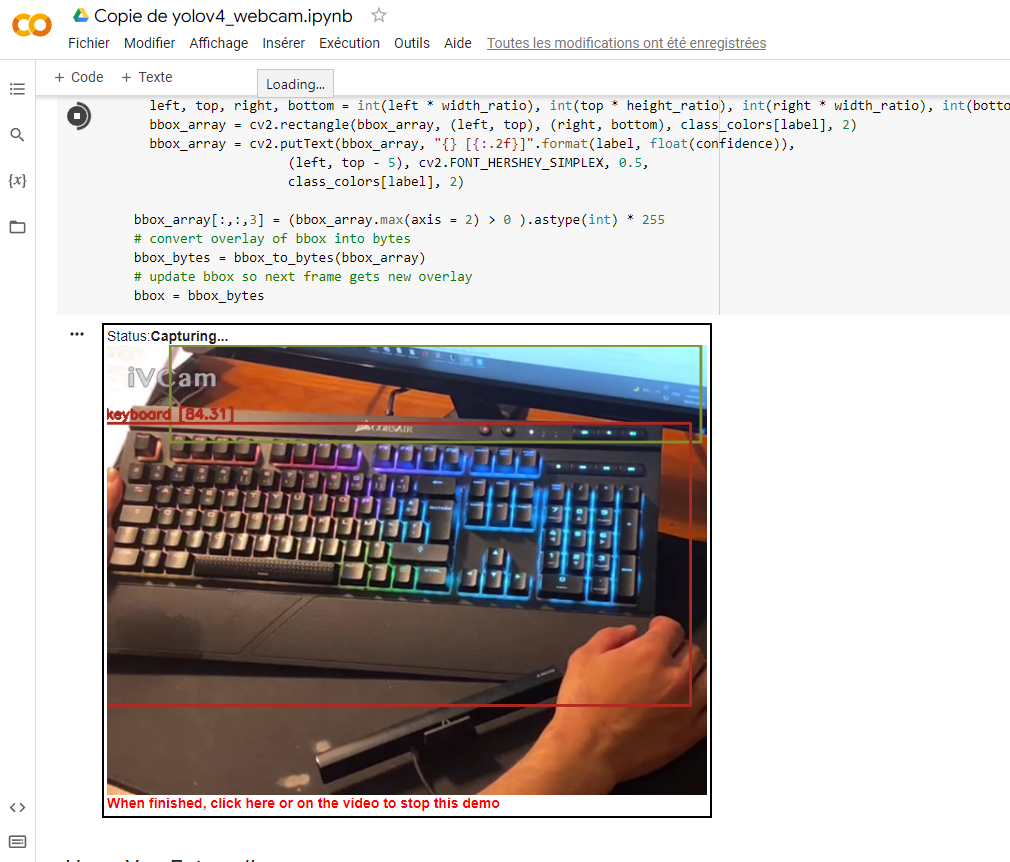 Copie de yolov4_webcam.ipynb
Fichier Modifier Affichage Insérer Exécution Outils Aide Toutes les modifications ont été enregistrées
+ Code + Texte
Loading...
left, top, right, bottom = int(left * width_ratio), int(top * height_ratio), int(right * width_ratio), int(botto
bbox_array = cv2.rectangle(bbox_array, (left, top), (right, bottom), class_colors[label], 2)
bbox_array = cv2.putText(bbox_array, "{} [{:.2f}]".format(label, float(confidence)),
(left, top - 5), cv2.FONT_HERSHEY_SIMPLEX, 0.5,
class_colors[label], 2)
{x}
bbox_array[:,:,3] = (bbox_array.max(axis = 2) > 0 ).astype(int) * 255
# convert overlay of bbox into bytes
bbox_bytes = bbox_to_bytes(bbox_array)
# update bbox so next frame gets new overlay
bbox = bbox_bytes
Status:Capturing...
iVCam
keyboard [84.31]
CORSAIR
When finished, click here or on the video to stop this demo